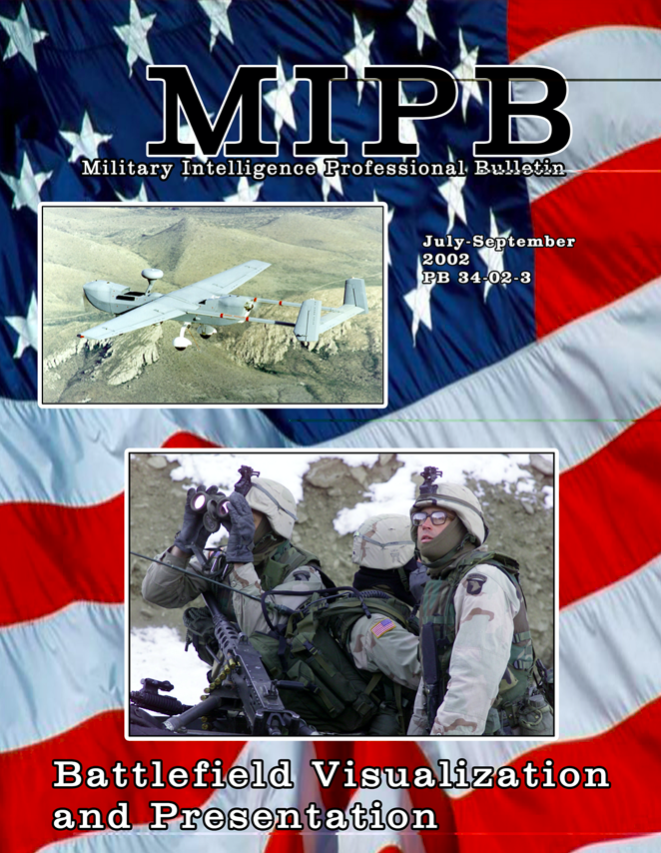 MIPB
Military Intelligence Professional Bulletin
July-September
2002
PB 34-02-3
Battlefield Visualization
and Presentation